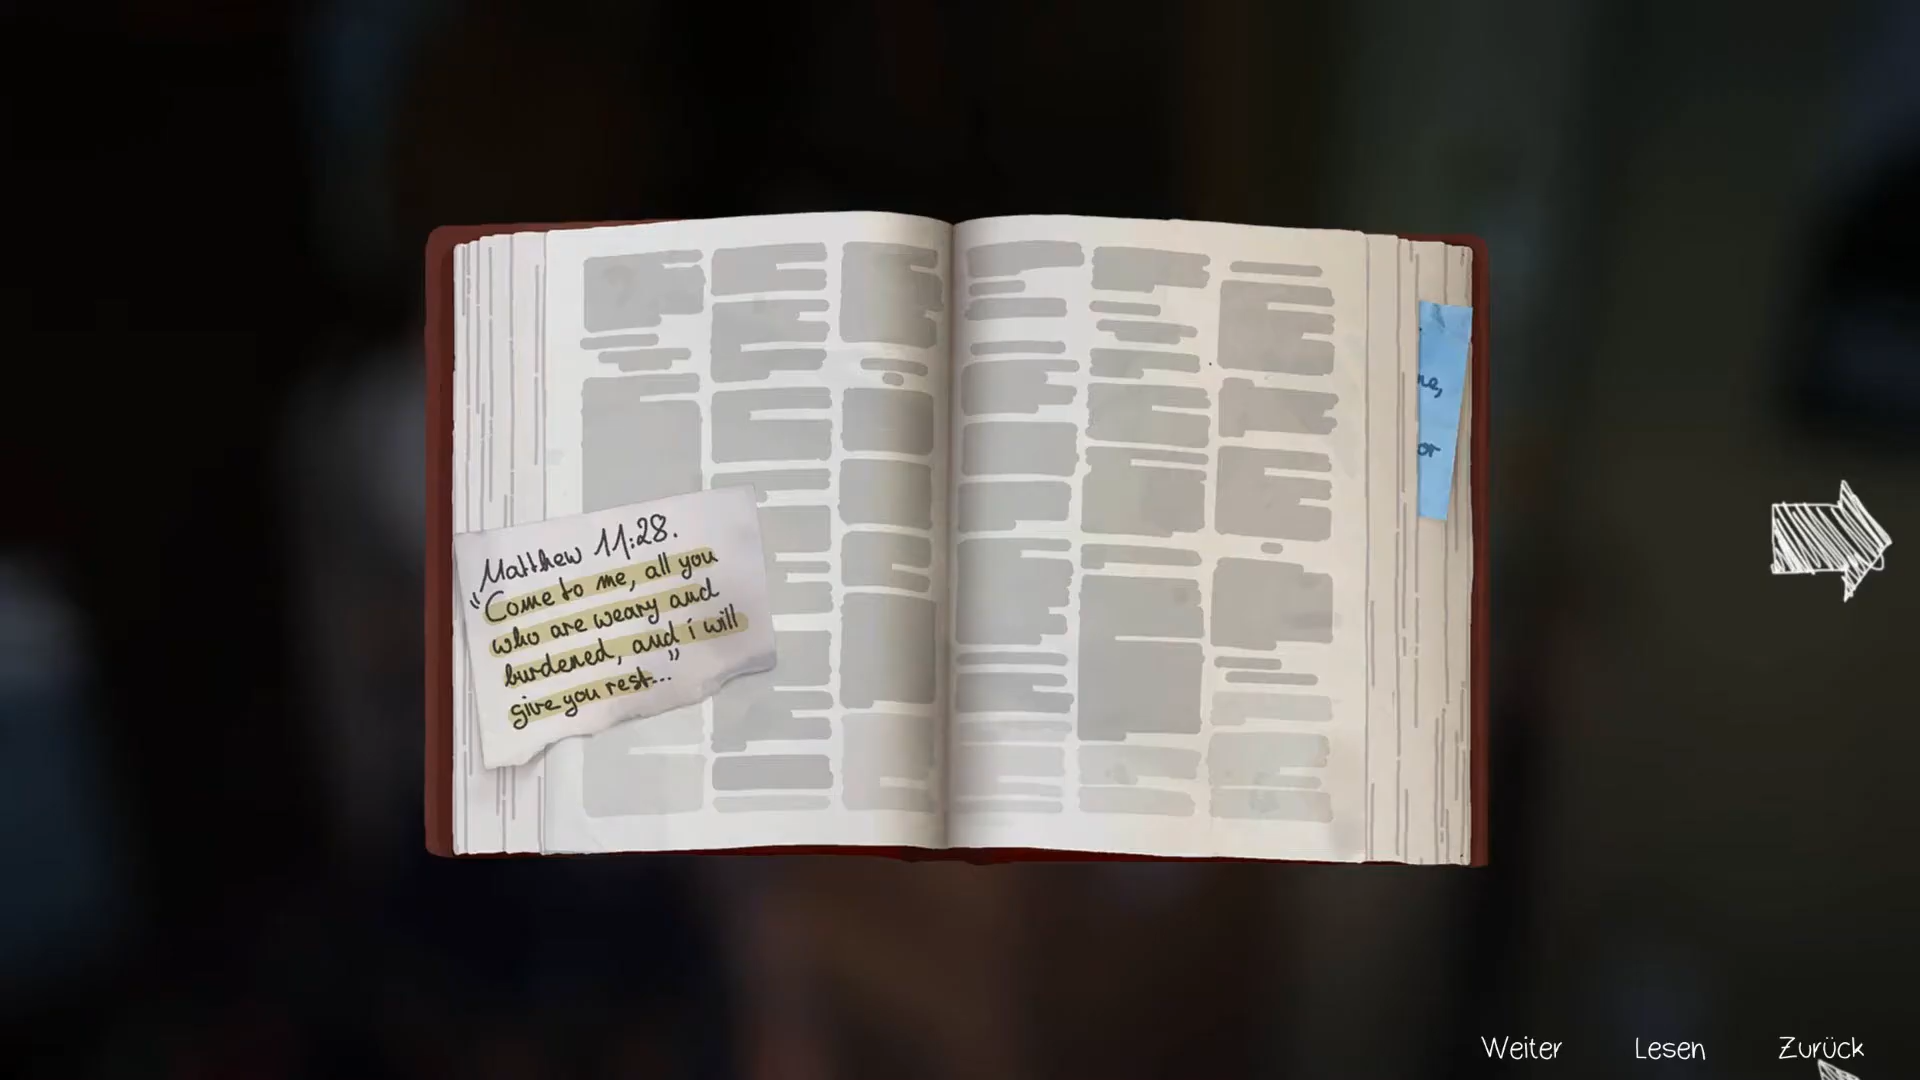 Matthew 11:28.
"Come to me, all you
who are weary and
burdened, and i will
give you rest..."
or
Weiter
Lesen
Zurück